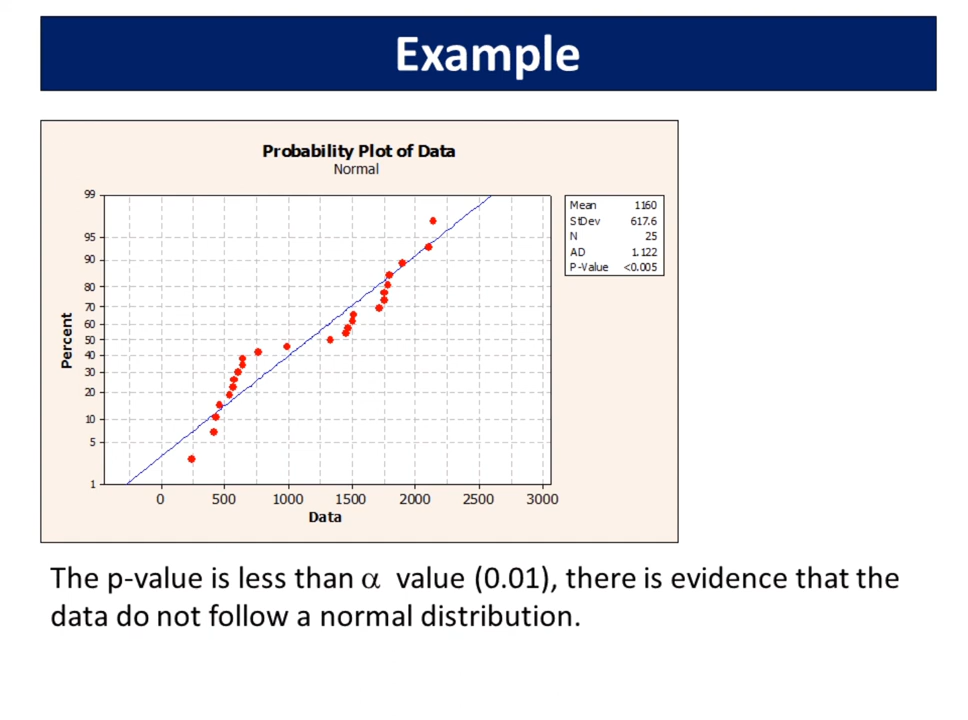 Example
Probability Plot of Data
Normal
99
95
90
80
70
60
50
40
30
20
10
5
1
Percent
0 500 1000 1500 2000 2500 3000
Data
Mean 1160
StDev 617.6
N 25
AD 1.122
P-Value <0.005
The p-value is less than α value (0.01), there is evidence that the
data do not follow a normal distribution.